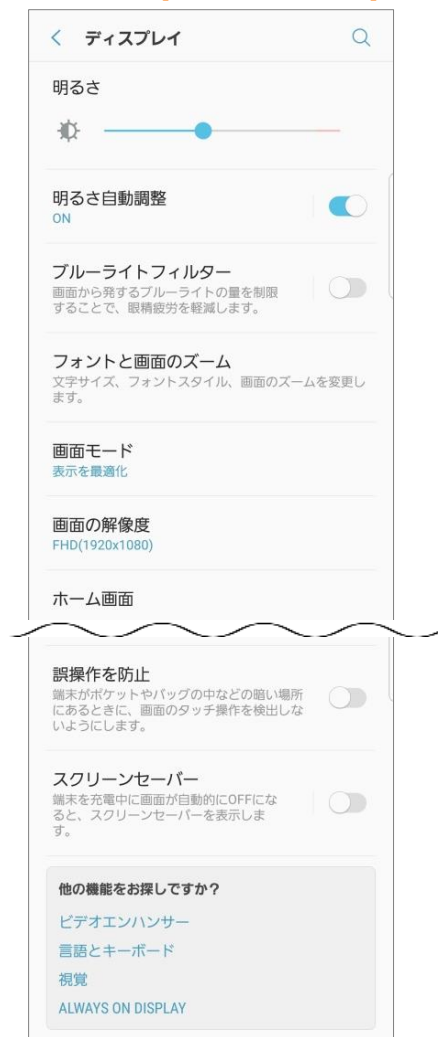 ディスプレイ
明るさ
明るさ自動調整
ON
ブルーライトフィルター
画面から発するブルーライトの量を制限
することで、眼精疲労を軽減します。
フォントと画面のズーム
文字サイズ、フォントスタイル、画面のズームを変更し
ます。
画面モード
表示を最適化
画面の解像度
FHD(1920x1080)
ホーム画面
誤操作を防止
端末がポケットやバッグの中などの暗い場所
にあるときに、画面のタッチ操作を検出しな
いようにします。
スクリーンセーバー
端末を充電中に画面が自動的にOFFにな
ると、スクリーンセーバーを表示しま
す。
他の機能をお探しですか？
ビデオエンハンサー
言語とキーボード
視覚
ALWAYS ON DISPLAY